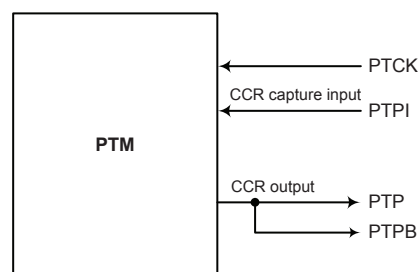 PTCK
CCR capture input
PTPI
PTM
CCR output
PTP
PTPB